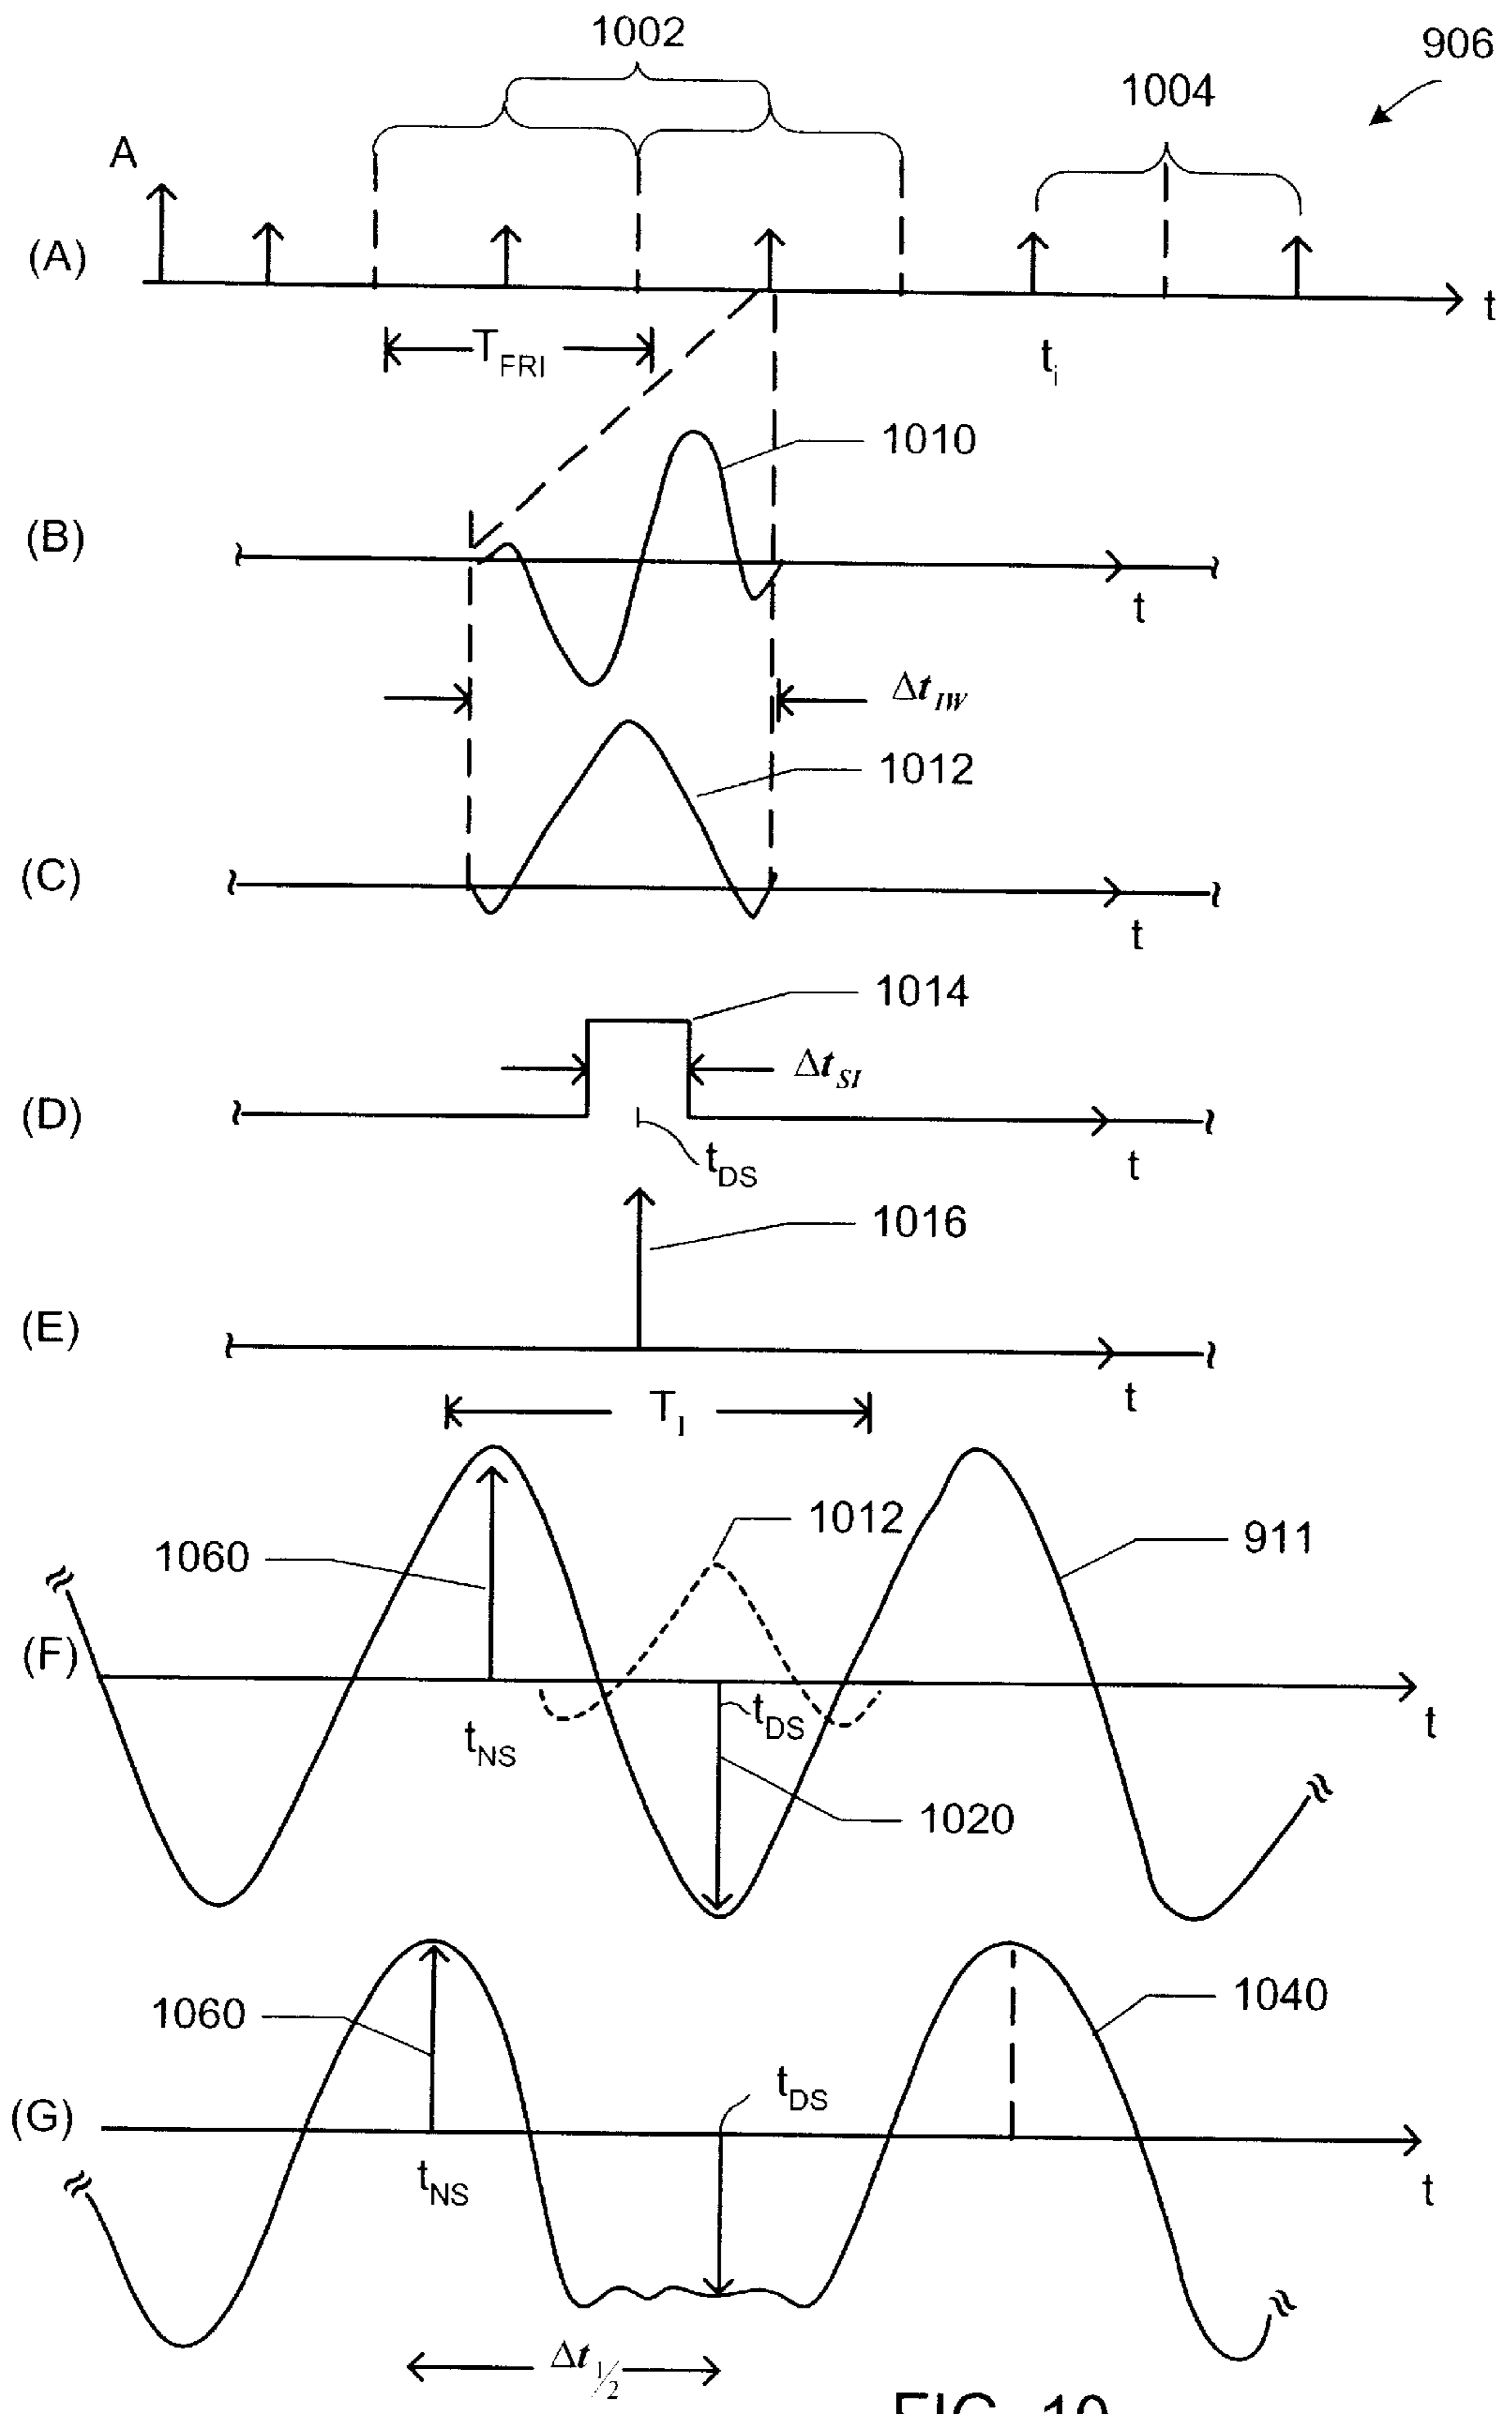 1002
906
1004
A
(A)
t
T_FRI
t_i
1010
(B)
t
Δt_IW
1012
(C)
t
1014
Δt_SI
(D)
t_DS
t
1016
(E)
t
T_I
1012
911
1060
(F)
t_DS
t_NS
t
1020
1040
1060
t_DS
(G)
t_NS
t
Δt_1/2